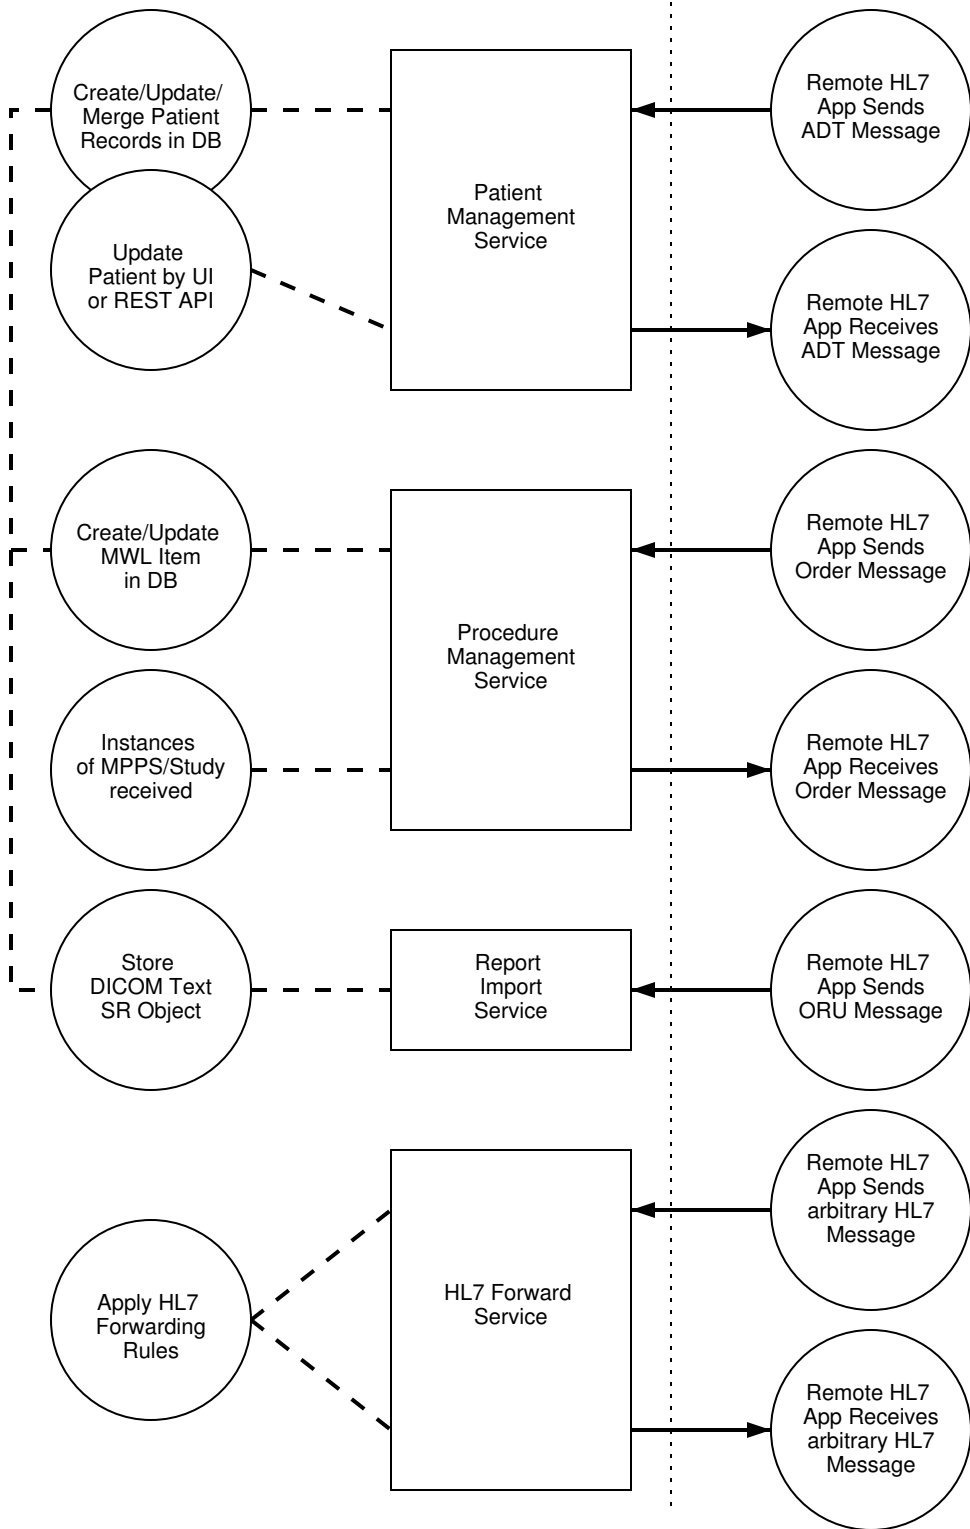 Create/Update/
Merge Patient
Records in DB
Patient
Management
Service
Remote HL7
App Sends
ADT Message
Update
Patient by UI
or REST API
Remote HL7
App Receives
ADT Message
Create/Update
MWL Item
in DB
Procedure
Management
Service
Remote HL7
App Sends
Order Message
Instances
of MPPS/Study
received
Remote HL7
App Receives
Order Message
Store
DICOM Text
SR Object
Report
Import
Service
Remote HL7
App Sends
ORU Message
Apply HL7
Forwarding
Rules
HL7 Forward
Service
Remote HL7
App Sends
arbitrary HL7
Message
Remote HL7
App Receives
arbitrary HL7
Message